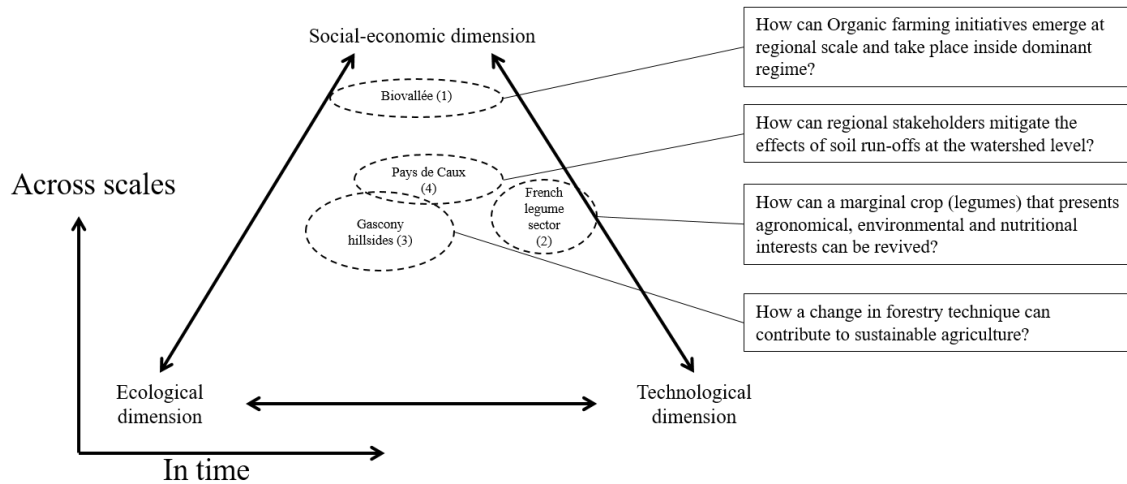 Social-economic dimension
Biovallée (1)
Pays de Caux
(4)
French
legume
sector
(2)
Gascony
hillsides (3)
Across scales
Ecological
dimension
Technological
dimension
In time
How can Organic farming initiatives emerge at
regional scale and take place inside dominant
regime?
How can regional stakeholders mitigate the
effects of soil run-offs at the watershed level?
How can a marginal crop (legumes) that presents
agronomical, environmental and nutritional
interests can be revived?
How a change in forestry technique can
contribute to sustainable agriculture?